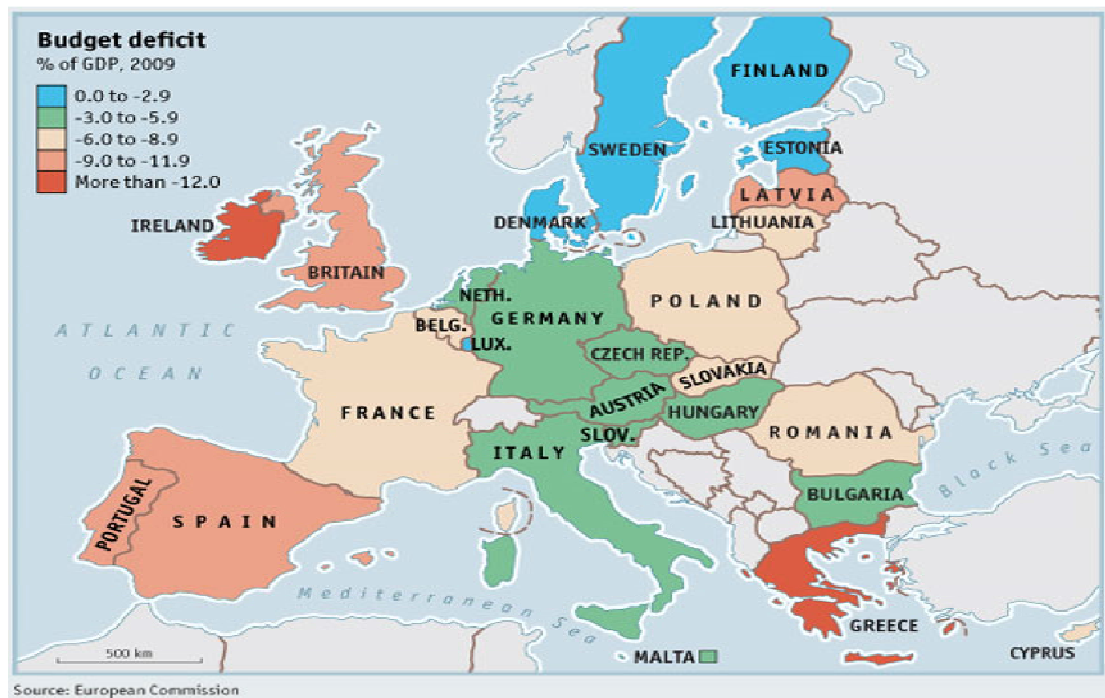 Budget deficit
% of GDP, 2009
0.0 to -2.9
-3.0 to -5.9
-6.0 to -8.9
-9.0 to -11.9
More than -12.0
FINLAND
SWEDEN
ESTONIA
LATVIA
LITHUANIA
DENMARK
IRELAND
BRITAIN
NETH.
BELG.
GERMANY
POLAND
LUX.
CZECH REP.
SLOVAKIA
ATLANTIC
OCEAN
FRANCE
AUSTRIA
HUNGARY
SLOV.
ITALY
ROMANIA
Black Sea
BULGARIA
PORTUGAL
SPAIN
Mediterranean Sea
GREECE
MALTA
CYPRUS
500 km
Source: European Commission